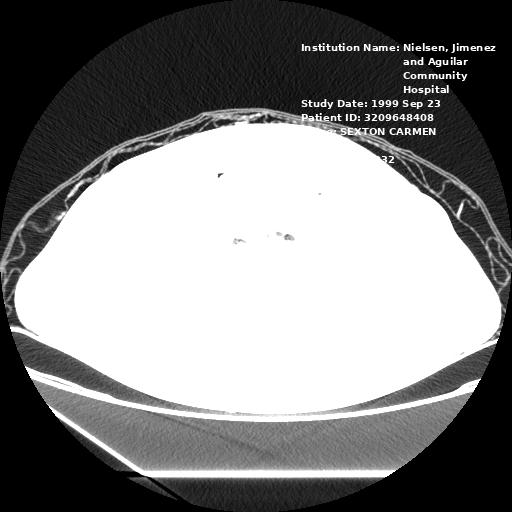 Institution Name: Nielsen, Jimenez
and Aguilar
Community
Hospital
Study Date: 1999 Sep 23
Patient ID: 3209648408
SEXTON CARMEN